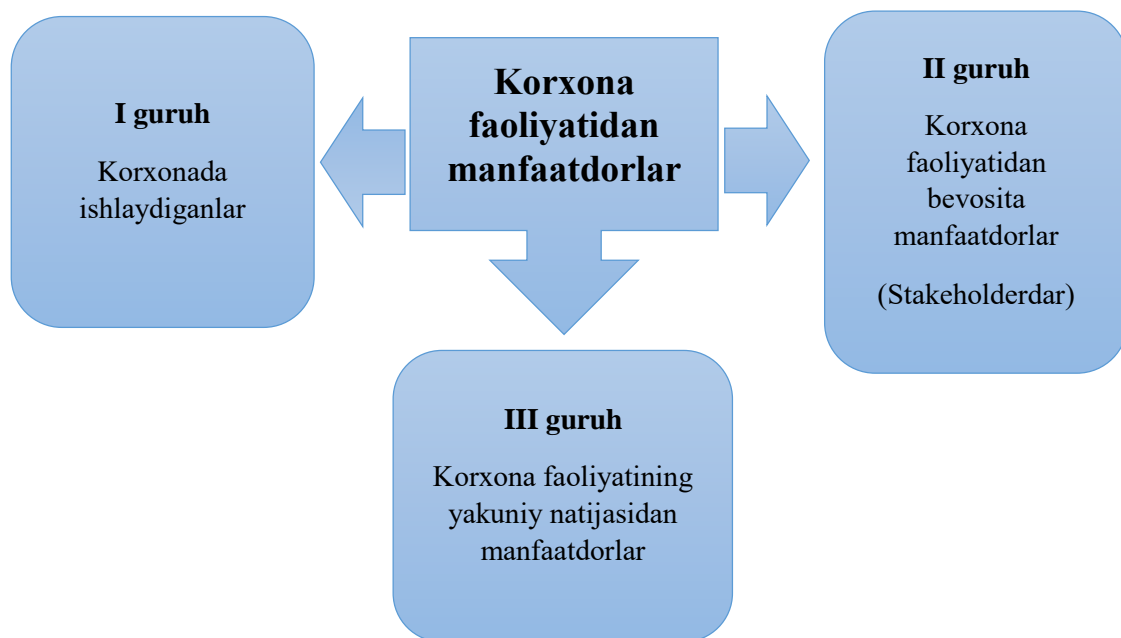 Korxona
faoliyatidan
manfaatdorlar
I guruh
Korxonada
ishlaydiganlar
II guruh
Korxona
faoliyatidan
bevosita
manfaatdorlar
(Stakeholderdar)
III guruh
Korxona faoliyatining
yakuniy natijasidan
manfaatdorlar